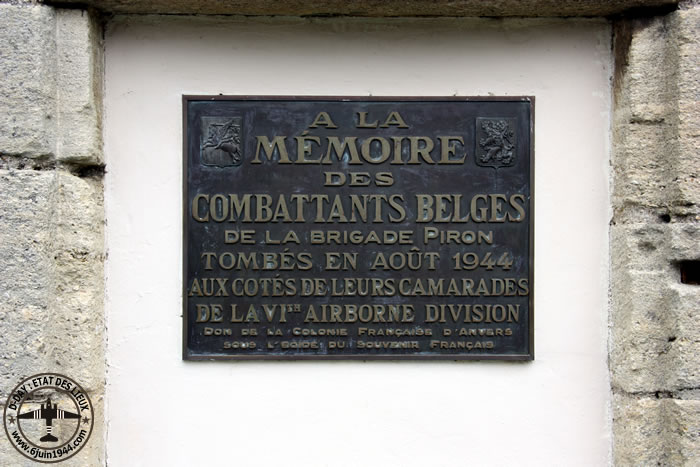 A LA
MÉMOIRE
DES
COMBATTANTS BELGES
DE LA BRIGADE PIRON
TOMBÉS EN AOÛT 1944
AUX COTÉS DE LEURS CAMARADES
DE LA VITH AIRBORNE DIVISION
DON DE LA COLONIE FRANÇAISE D'ANVERS
SOUS L'EGIDE DU SOUVENIR FRANÇAIS
D-DAY : ETAT DES LIEUX
www.6juin1944.com